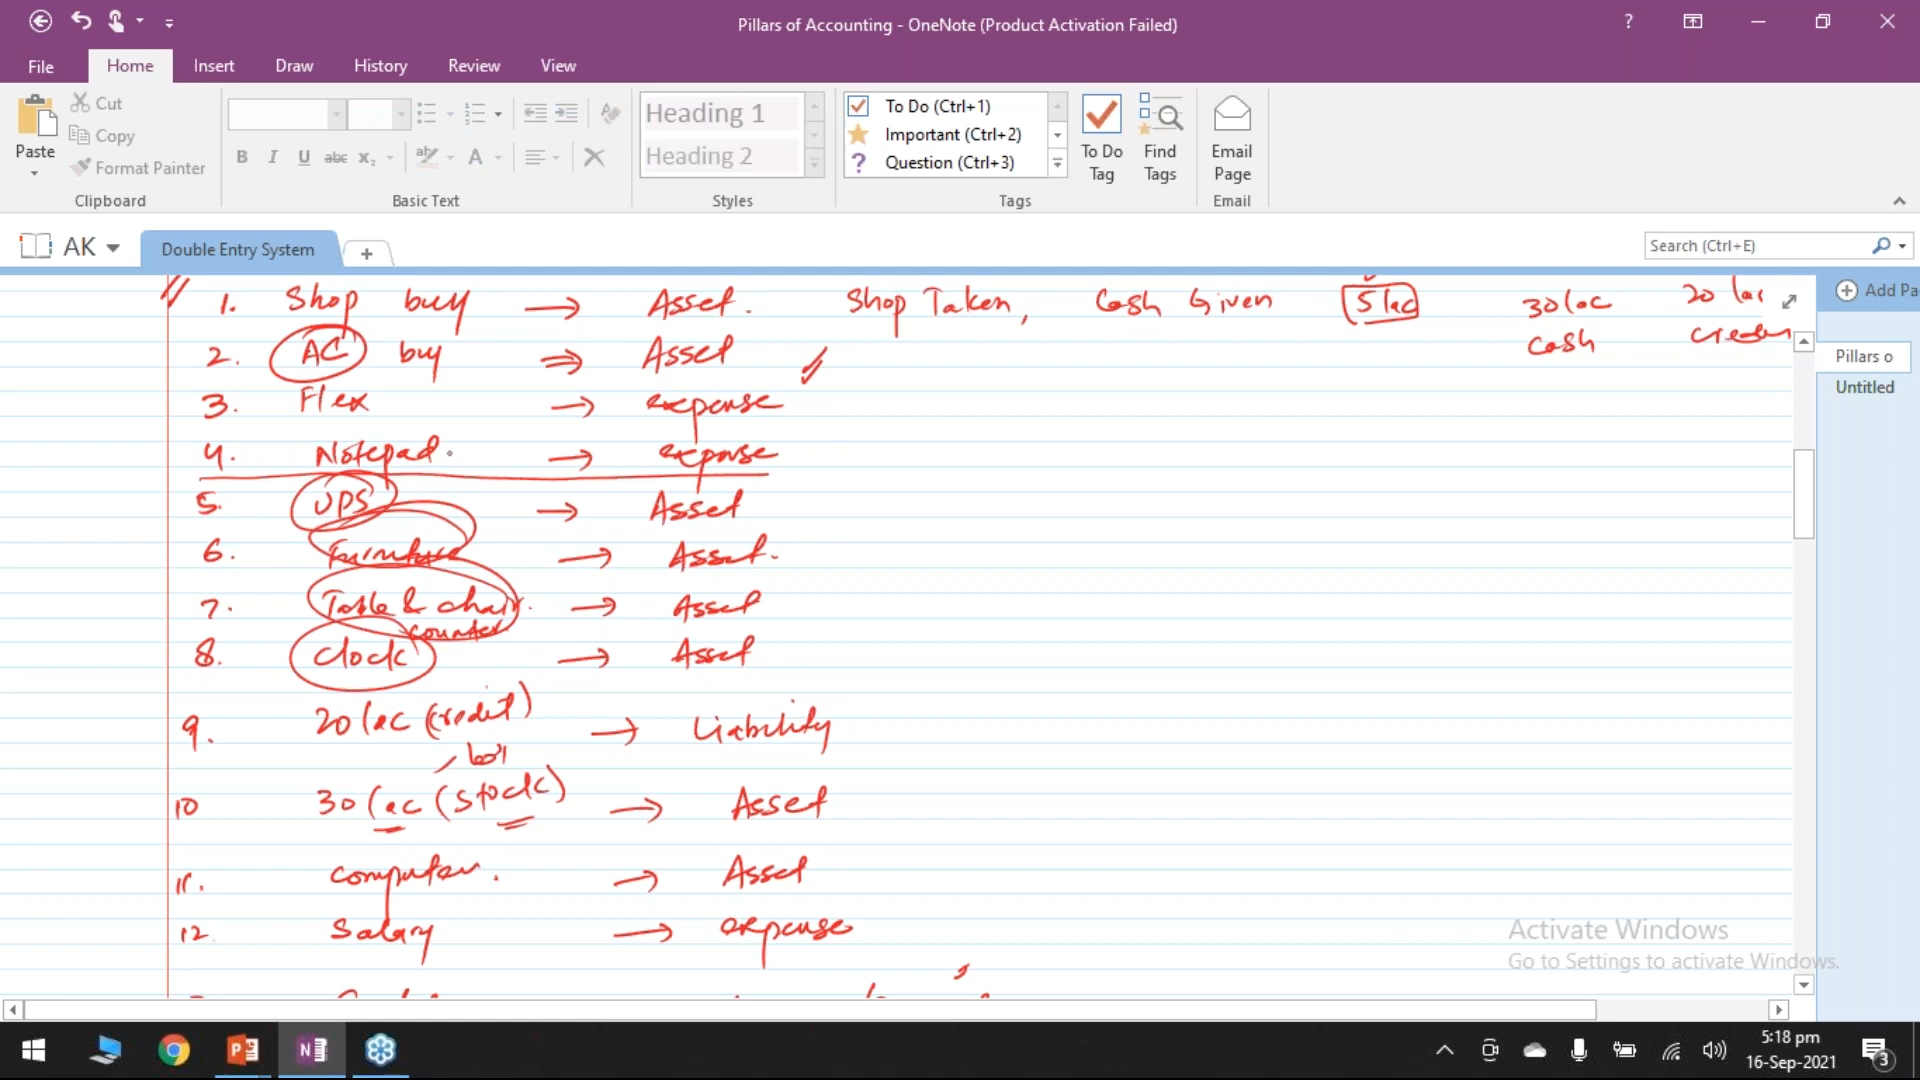 Pillars of Accounting - OneNote (Product Activation Failed)
?
File Home Insert Draw History Review View
Paste
Cut
Copy
Format Painter
Clipboard
B I U abc X₂ ab A
Basic Text
Heading 1
Heading 2
Styles
To Do (Ctrl+1)
Important (Ctrl+2)
? Question (Ctrl+3)
Tags
To Do Tag
Find Tags
Email Page
Email
AK
Double Entry System
+
Search (Ctrl+E)
Add Pa
Pillars o
Untitled
1. Shop buy → Asset. Shop Taken, Cash Given 5 lac 30 lac cash 20 lac
2. AC buy ⇒ Asset
3. Flex → expense
4. Notepad. → expense
5. UPS → Asset
6. Furniture → Asset.
7. Table & chair. → Asset
counter
8. clock → Asset
9. 20 lac (credit) → Liability
10 30 lac (stock) → Asset
11. computer. → Asset
12. Salary → expense
Activate Windows
Go to Settings to activate Windows.
5:18 pm
16-Sep-2021
3